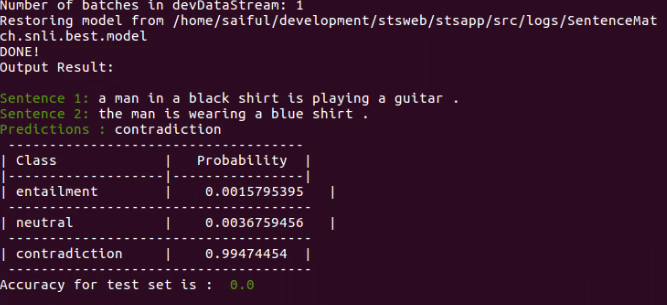 Number of batches in devDataStream: 1
Restoring model from /home/saiful/development/stsweb/stsapp/src/logs/SentenceMat
ch.snli.best.model
DONE!
Output Result:
Sentence 1: a man in a black shirt is playing a guitar .
Sentence 2: the man is wearing a blue shirt .
Predictions : contradiction
------------------------------------
| Class | Probability |
|-------------------|----------------|
| entailment | 0.0015795395 |
-------------------------------------
| neutral | 0.0036759456 |
-------------------------------------
| contradiction | 0.99474454 |
-------------------------------------
Accuracy for test set is : 0.0